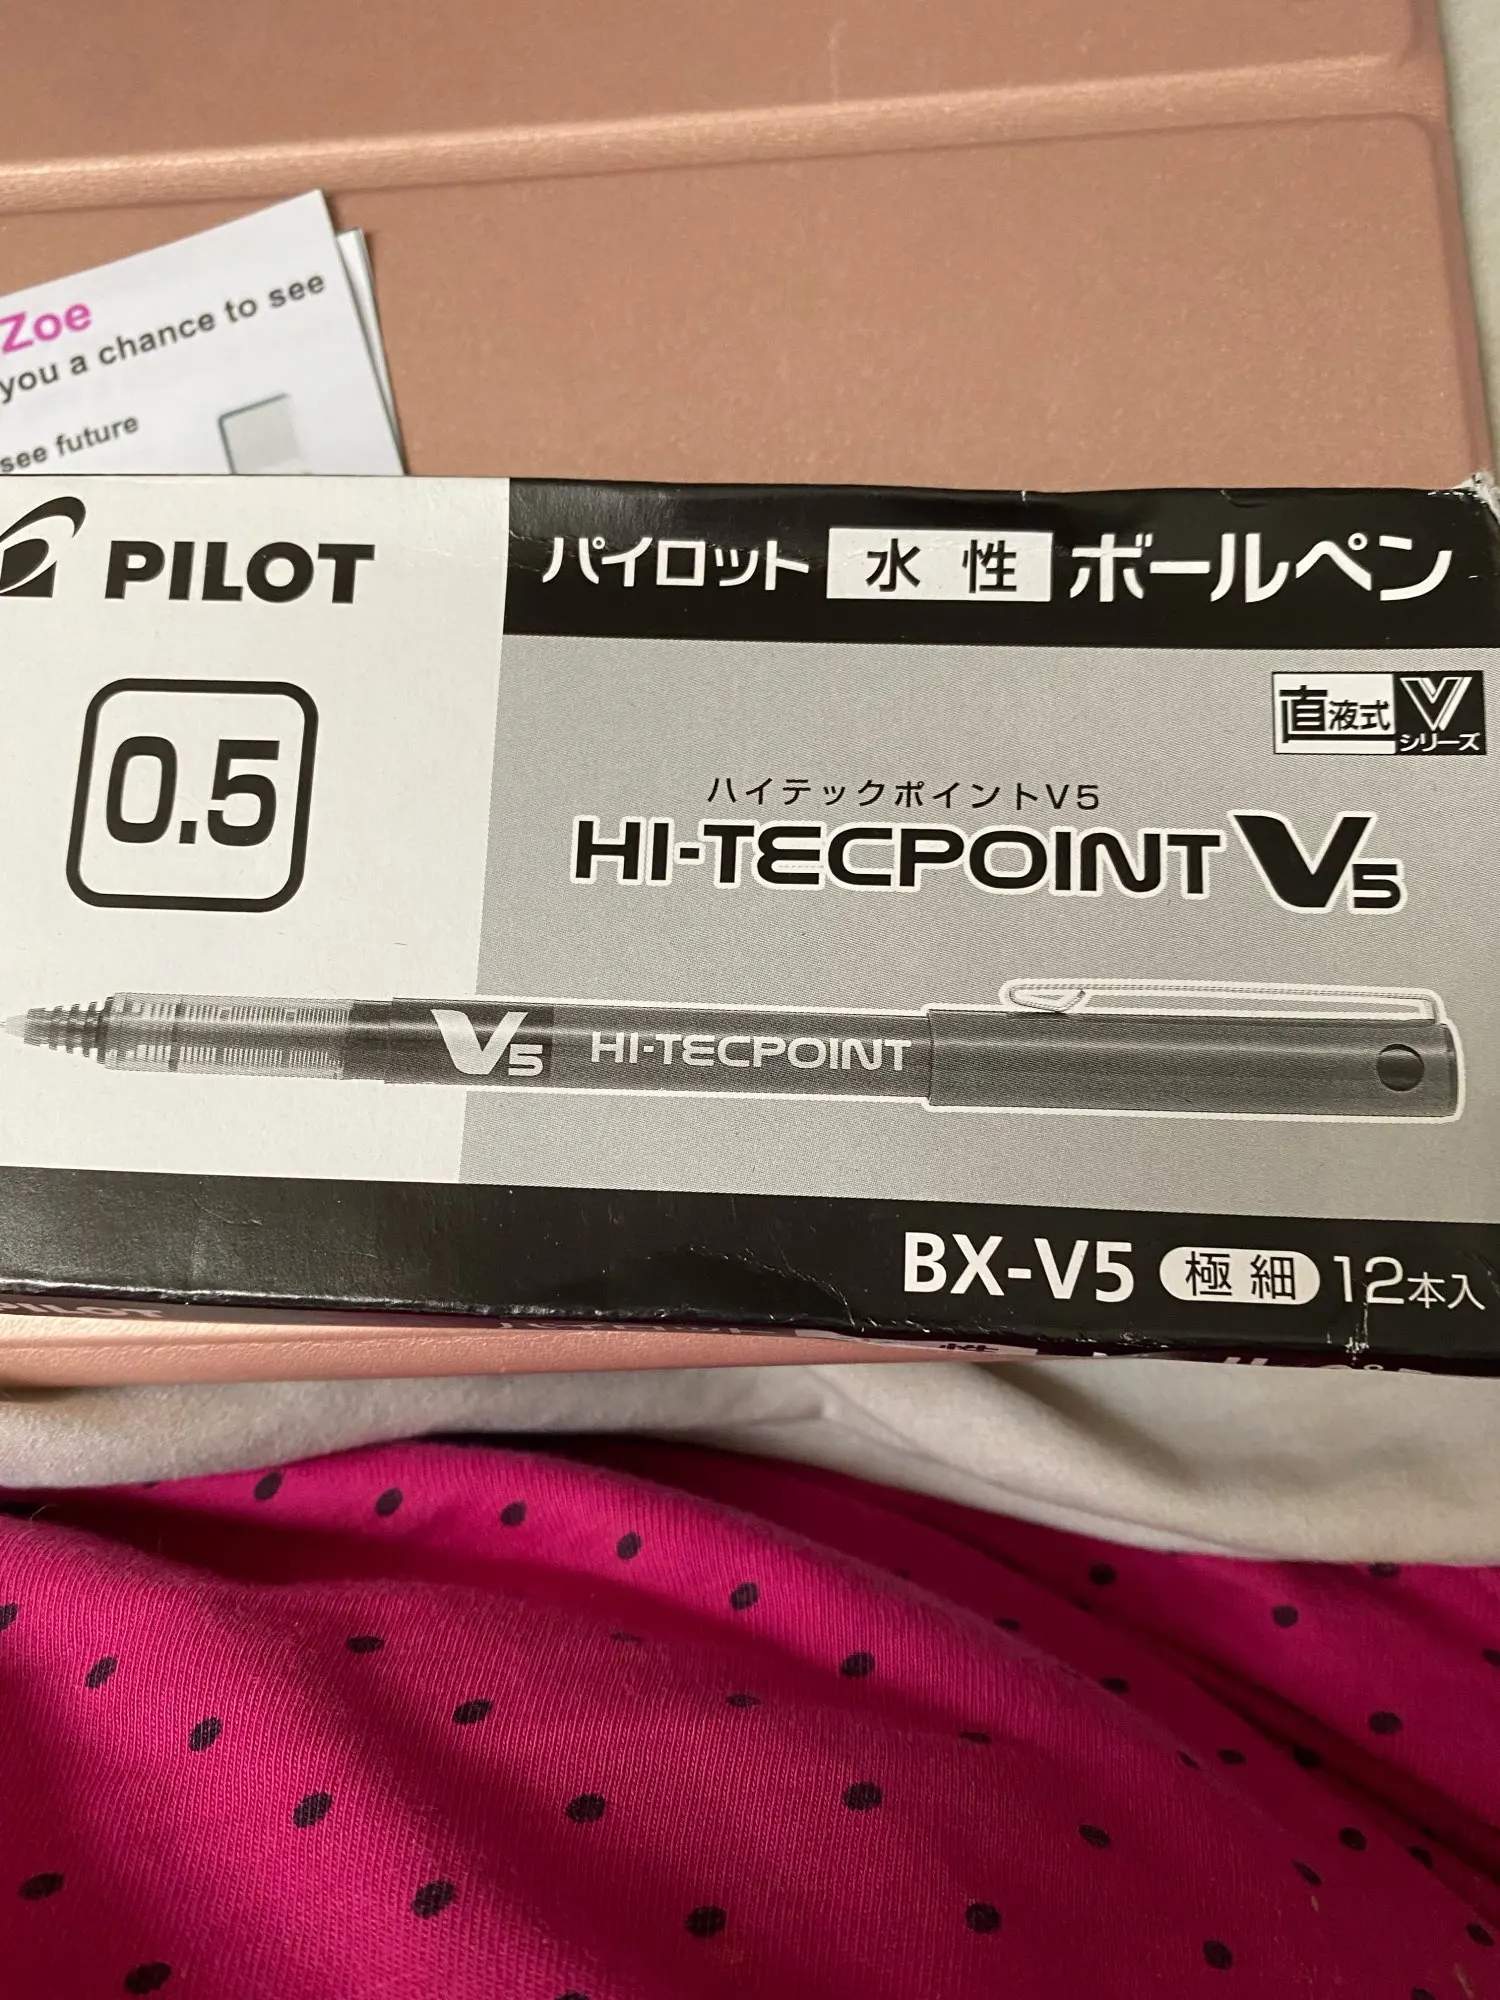 Zoe
you a chance to see
see future
PILOT
パイロット 水性 ボールペン
0.5
直液式 V シリーズ
ハイテックポイントV5
HI-TECPOINT V5
V5 HI-TECPOINT
BX-V5 極細 12本入
PILOT